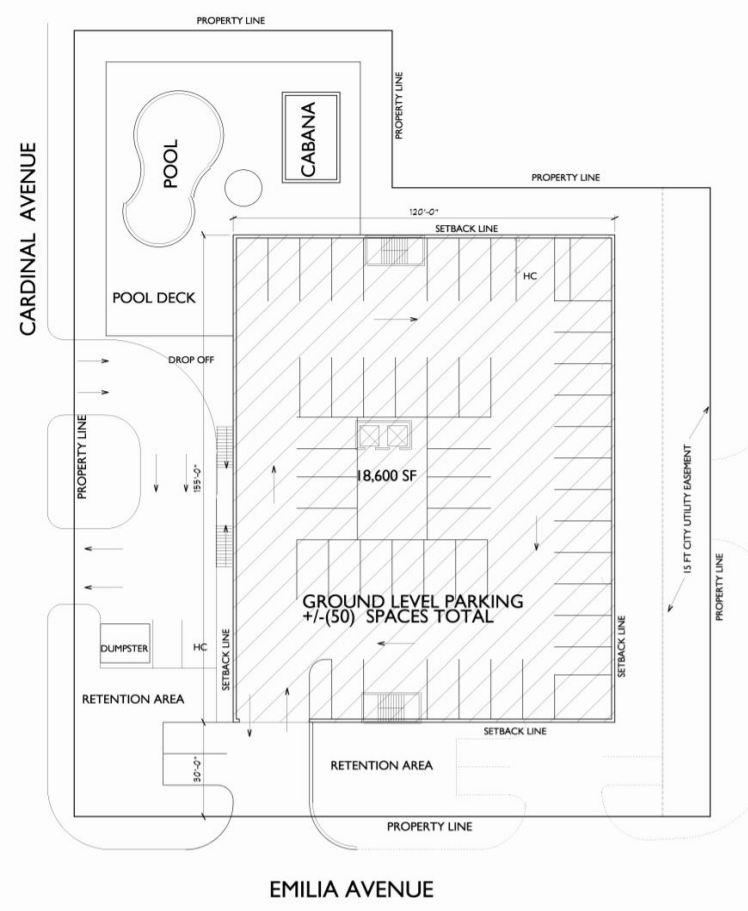 PROPERTY LINE
PROPERTY LINE
CARDINAL AVENUE
POOL
CABANA
PROPERTY LINE
120'-0"
SETBACK LINE
HC
POOL DECK
DROP OFF
PROPERTY LINE
155'-0"
18,600 SF
15 FT CITY UTILITY EASEMENT
PROPERTY LINE
GROUND LEVEL PARKING
+/-(50) SPACES TOTAL
DUMPSTER
HC
SETBACK LINE
SETBACK LINE
RETENTION AREA
SETBACK LINE
30'-0"
RETENTION AREA
PROPERTY LINE
EMILIA AVENUE